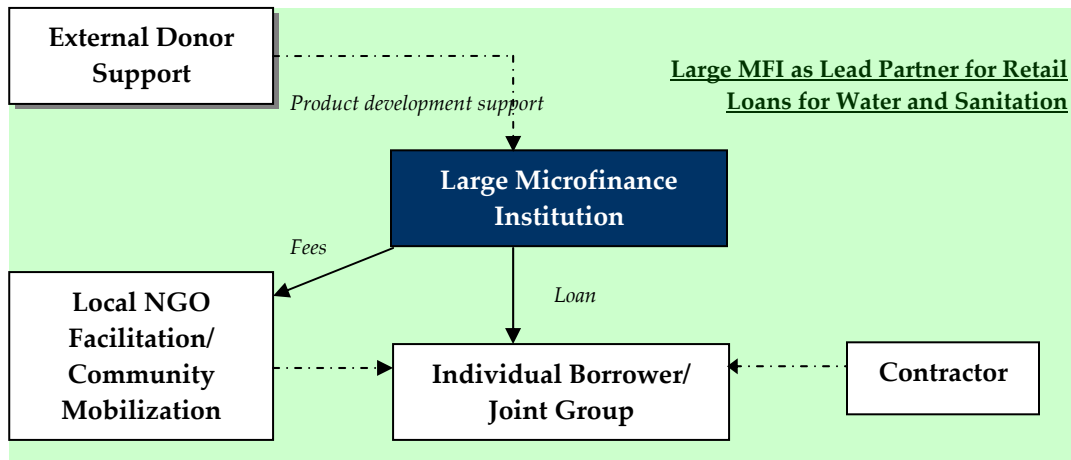 External Donor
Support
Large MFI as Lead Partner for Retail
Loans for Water and Sanitation
Product development support
Large Microfinance
Institution
Fees
Loan
Local NGO
Facilitation/
Community
Mobilization
Individual Borrower/
Joint Group
Contractor